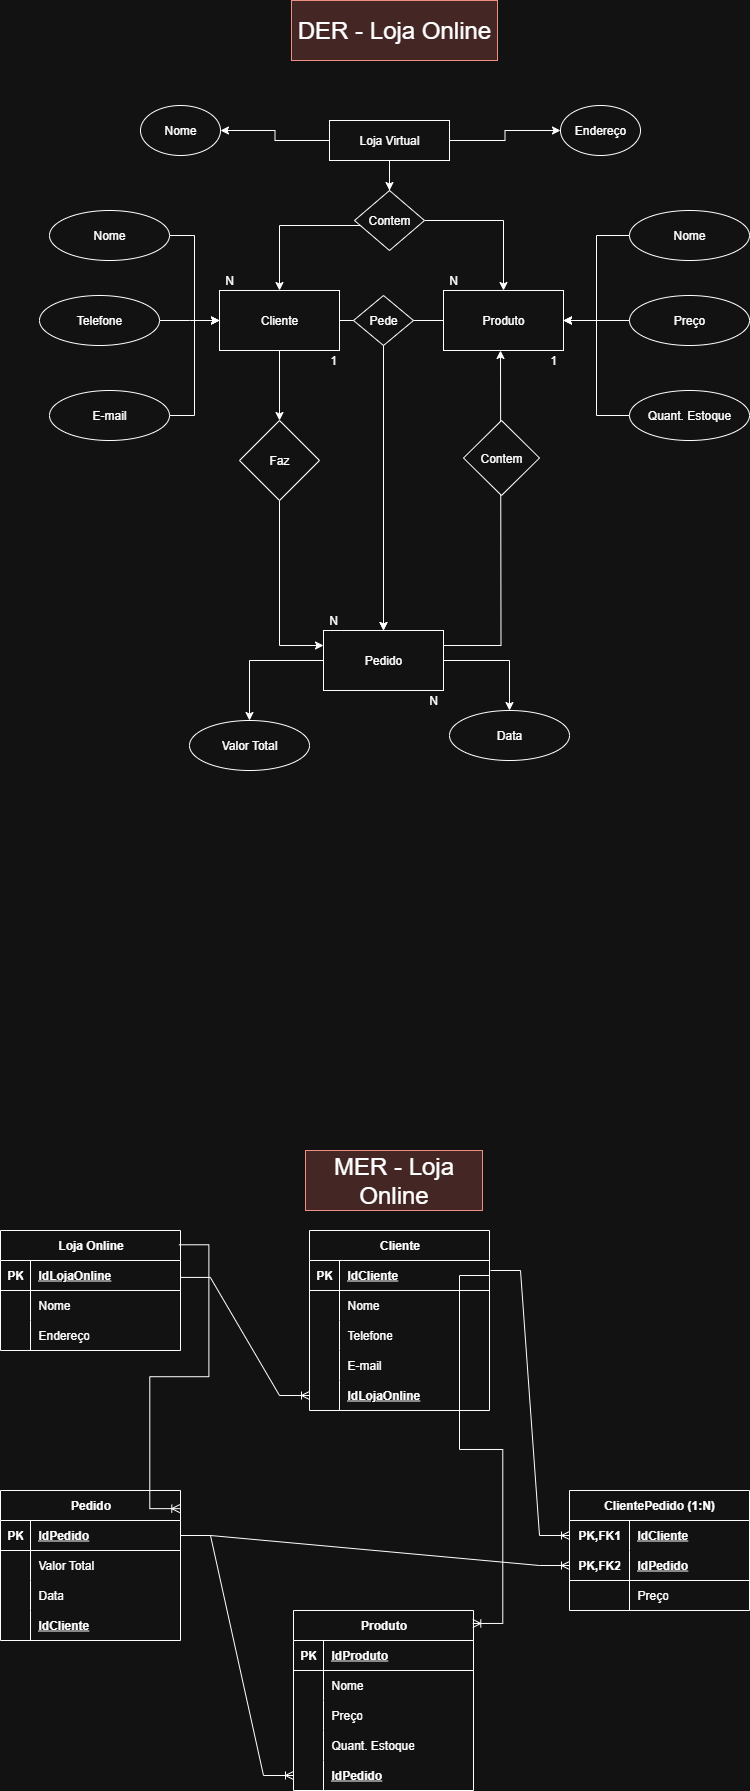 DER - Loja Online
Nome
Loja Virtual
Endereço
Contem
Nome
Nome
N
N
Telefone
Cliente
Pede
Produto
Preço
1
1
E-mail
Quant. Estoque
Faz
Contem
N
Pedido
N
Valor Total
Data
MER - Loja
Online
Loja Online
PK IdLojaOnline
Nome
Endereço
Cliente
PK IdCliente
Nome
Telefone
E-mail
IdLojaOnline
Pedido
PK IdPedido
Valor Total
Data
IdCliente
ClientePedido (1:N)
PK,FK1 IdCliente
PK,FK2 IdPedido
Preço
Produto
PK IdProduto
Nome
Preço
Quant. Estoque
IdPedido